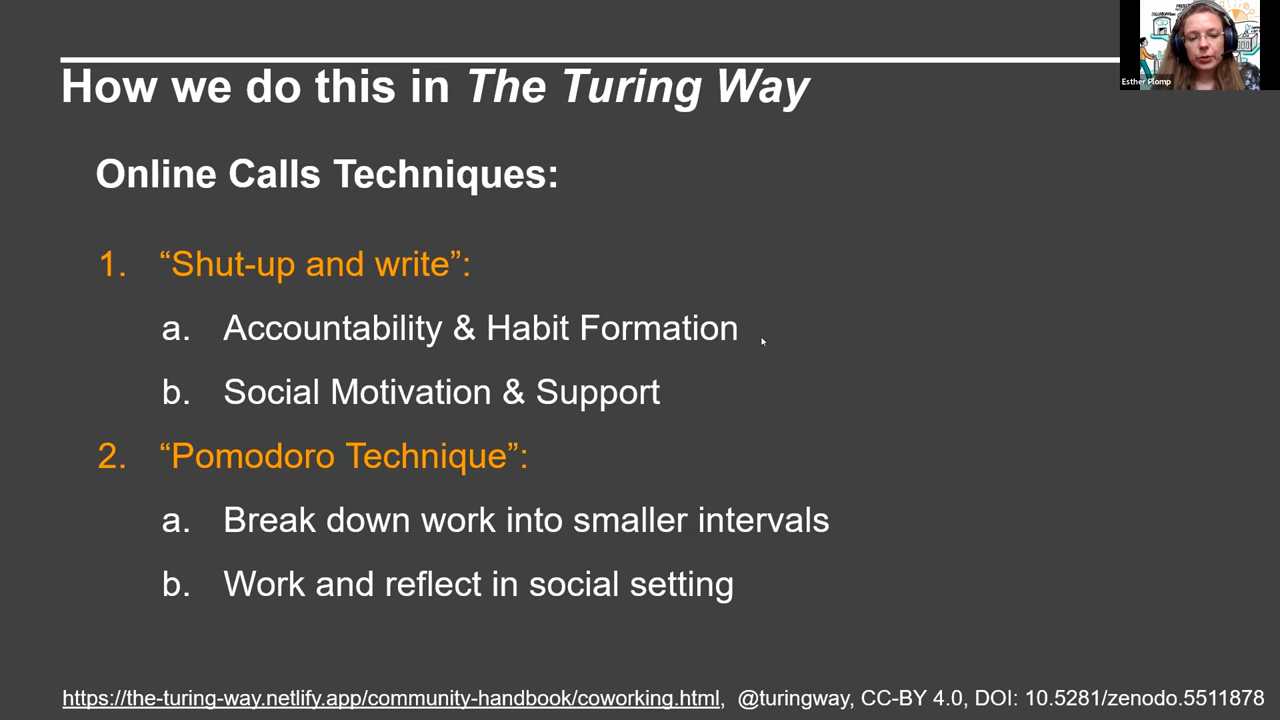 How we do this in The Turing Way
Esther Plomp
Online Calls Techniques:
1. “Shut-up and write”:
a. Accountability & Habit Formation
b. Social Motivation & Support
2. “Pomodoro Technique”:
a. Break down work into smaller intervals
b. Work and reflect in social setting
https://the-turing-way.netlify.app/community-handbook/coworking.html, @turingway, CC-BY 4.0, DOI: 10.5281/zenodo.5511878